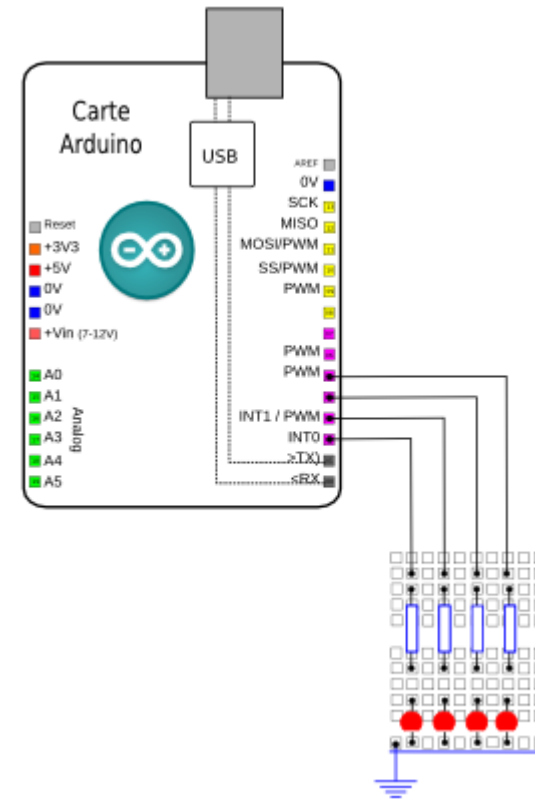 Carte
Arduino
USB
AREF
0V
SCK
MISO
MOSI/PWM
SS/PWM
PWM
Reset
+3V3
+5V
0V
0V
+Vin (7-12V)
PWM
PWM
INT1 / PWM
INT0
>TX)
<RX
A0
A1
A2
A3
A4
A5
Analog